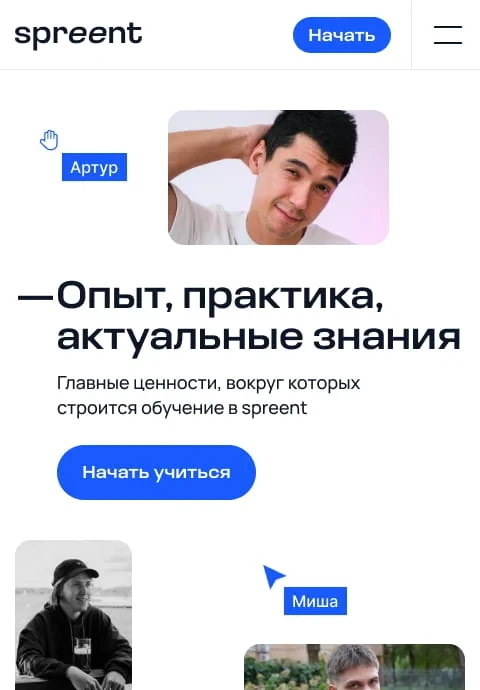 spreent
Начать
Артур
—Опыт, практика,
актуальные знания
Главные ценности, вокруг которых
строится обучение в spreent
Начать учиться
Миша